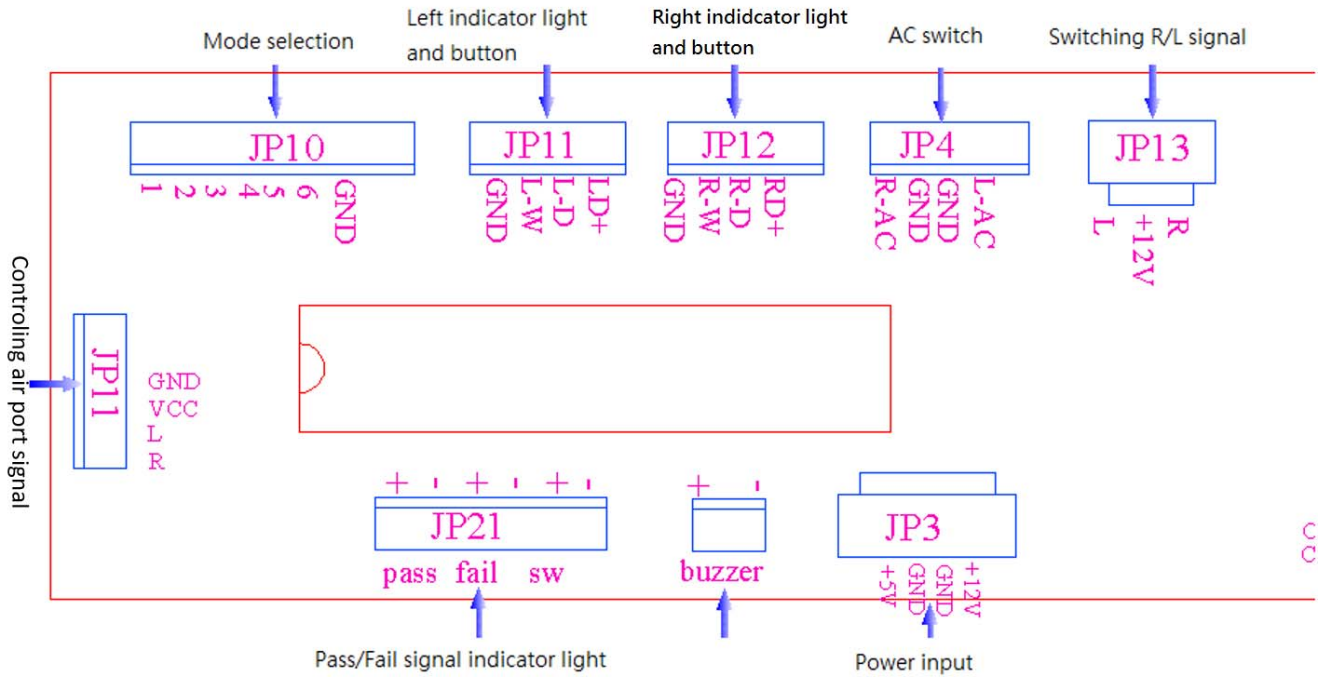 Mode selection
Left indicator light
and button
Right indidcator light
and button
AC switch
Switching R/L signal
JP10
JP11
JP12
JP4
JP13
1
2
3
4
5
6
GND
GND
L-W
L-D
LD+
GND
R-W
R-D
RD+
R-AC
GND
GND
L-AC
L
+12V
R
Controling air port signal
JP11
GND
VCC
L
R
+ - + - + -
JP21
pass fail sw
+ -
buzzer
JP3
+5V
GND
GND
+12V
C
C
Pass/Fail signal indicator light
Power input